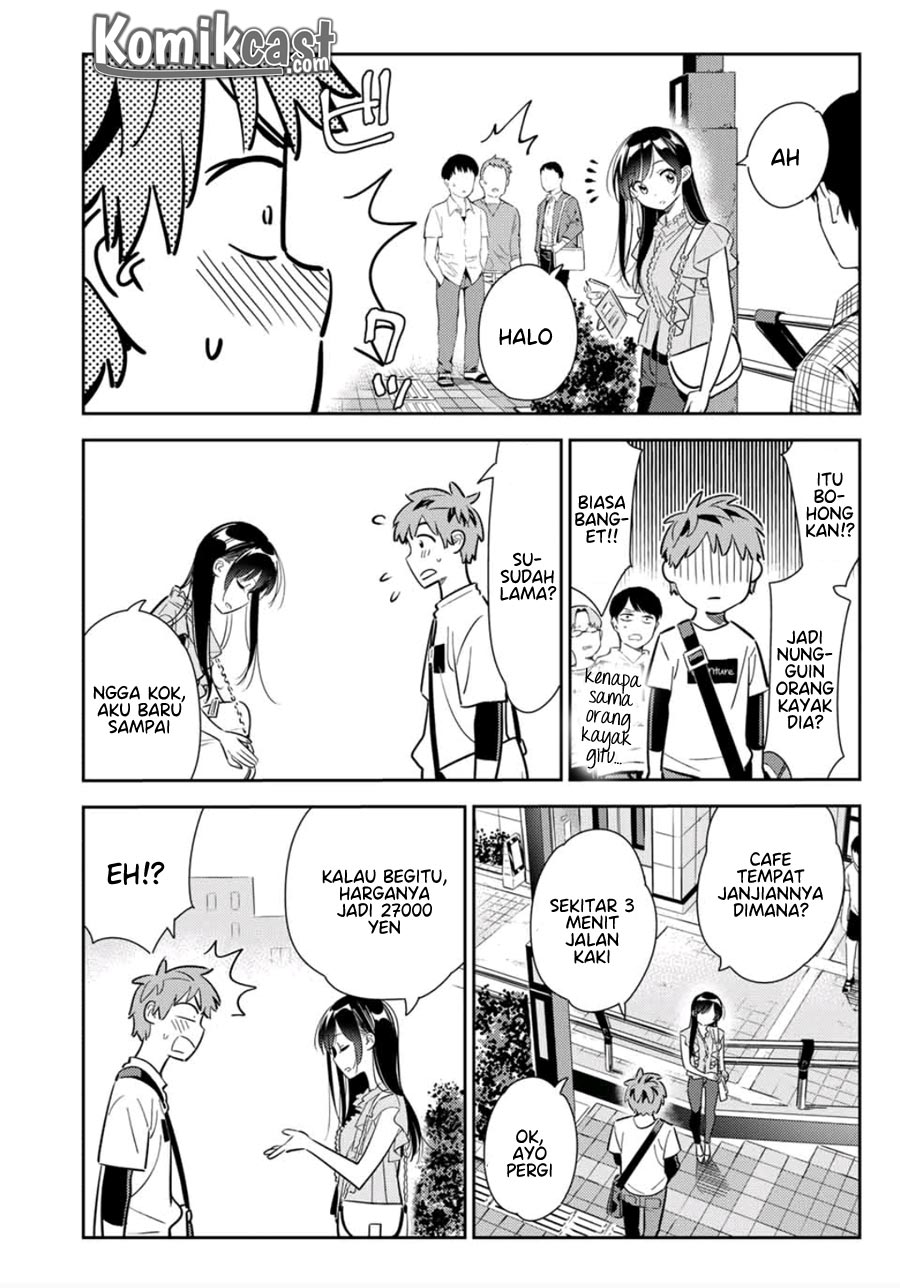 Komikcast
.com
AH
HALO
ITU
BO-
HONG
KAN!?
JADI
NUNG-
GUIN
ORANG
KAYAK
DIA?
BIASA
BANG-
ET!!
kenapa
sama
orang
kayak
gitu...
nture
SU-
SUDAH
LAMA?
NGGA KOK,
AKU BARU
SAMPAI
CAFE
TEMPAT
JANJIANNYA
DIMANA?
SEKITAR 3
MENIT
JALAN
KAKI
OK,
AYO
PERGI
KALAU BEGITU,
HARGANYA
JADI 27000
YEN
EH!?